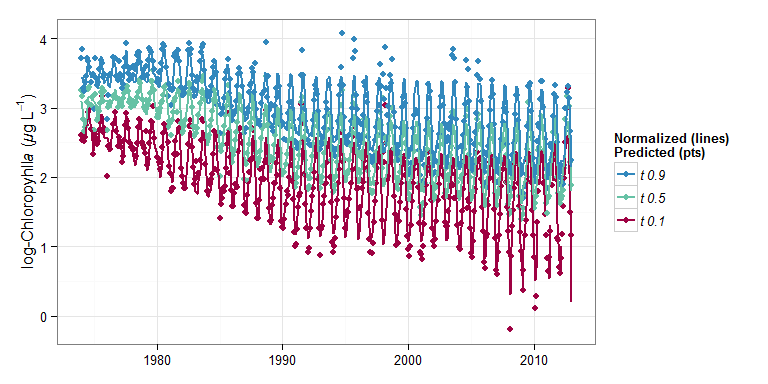 log-Chloropyhlla (μg L⁻¹)
4
3
2
1
0
1980
1990
2000
2010
Normalized (lines)
Predicted (pts)
t 0.9
t 0.5
t 0.1